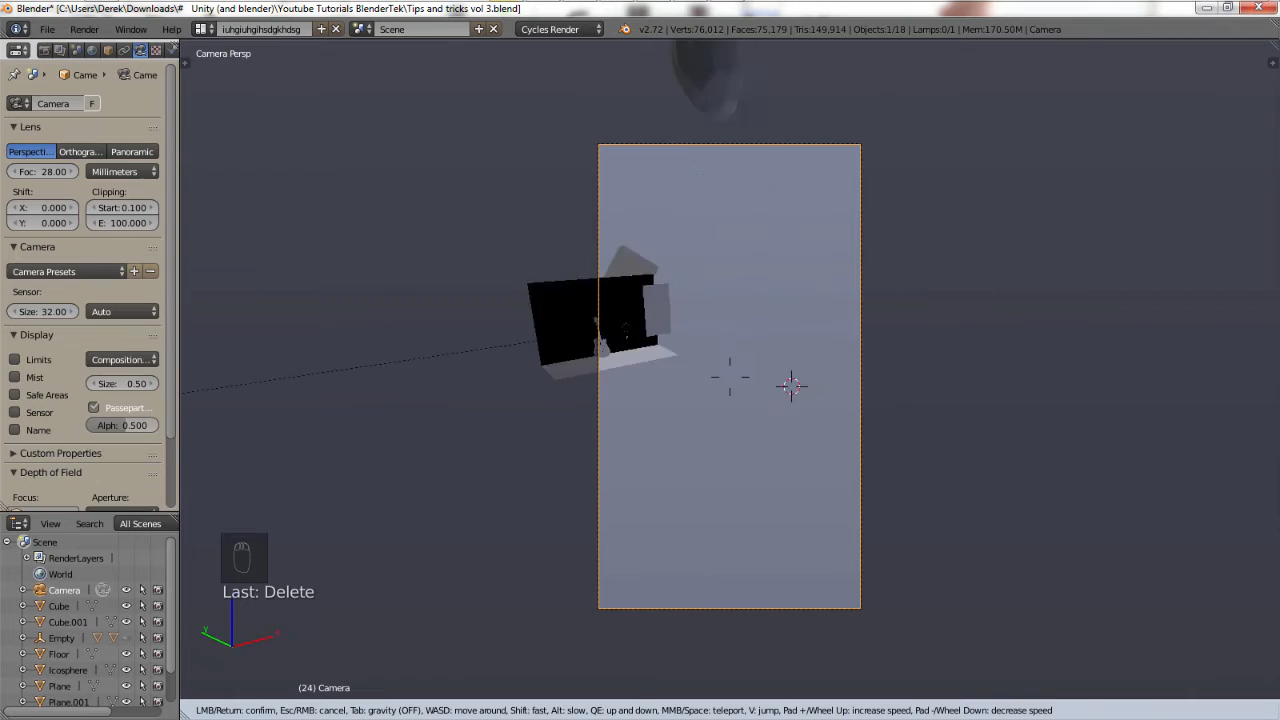 Blender* [C:\Users\Derek\Downloads\# Unity (and blender)\Youtube Tutorials BlenderTek\Tips and tricks vol 3.blend]
File Render Window Help iuhgiughisdgkhdsg Scene Cycles Render v2.72 | Verts:76,012 | Faces:75,179 | Tris:149,914 | Objects:1/18 | Lamps:0/1 | Mem:170.50M | Camera
Camera Persp
Came Came
Camera F
Lens
Perspecti... Orthogra... Panoramic
Foc: 28.00 Millimeters
Shift: Clipping:
X: 0.000 Start: 0.100
Y: 0.000 E: 100.000
Camera
Camera Presets
Sensor:
Size: 32.00 Auto
Display
Limits Composition...
Mist Size: 0.50
Safe Areas
Sensor Passepart...
Name Alph: 0.500
Custom Properties
Depth of Field
Focus: Aperture:
View Search All Scenes
Scene
RenderLayers
World
Camera
Cube
Cube.001
Empty
Floor
Icosphere
Plane
Plane.001
Last: Delete
z
y x
(24) Camera
LMB/Return: confirm, Esc/RMB: cancel, Tab: gravity (OFF), WASD: move around, Shift: fast, Alt: slow, QE: up and down, MMB/Space: teleport, V: jump, Pad +/Wheel Up: increase speed, Pad -/Wheel Down: decrease speed